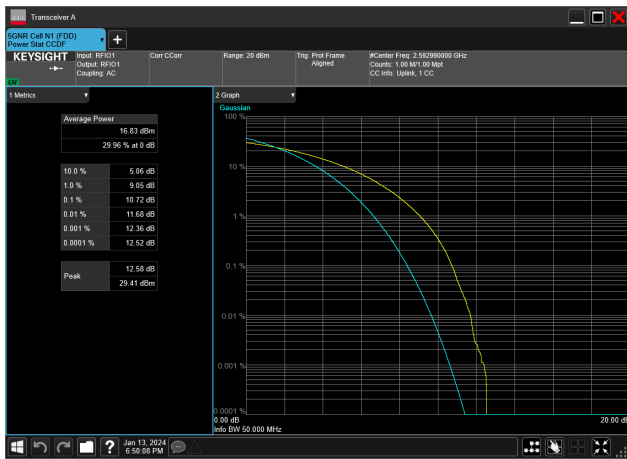 Transceiver A
5GNR Cell N1 (FDD)
Power Stat CCDF
KEYSIGHT
Input: RFIO1
Output: RFIO1
Coupling: AC
Corr CCorr
Range: 20 dBm
Trig: Prot Frame
Aligned
#Center Freq: 2.592990000 GHz
Counts: 1.00 M/1.00 Mpt
CC Info: Uplink, 1 CC
1 Metrics
Average Power
16.83 dBm
29.96 % at 0 dB
10.0 % 5.06 dB
1.0 % 9.05 dB
0.1 % 10.72 dB
0.01 % 11.68 dB
0.001 % 12.36 dB
0.0001 % 12.52 dB
Peak 12.58 dB
29.41 dBm
2 Graph
Gaussian
100 %
10 %
1 %
0.1 %
0.01 %
0.001 %
0.0001 %
0.00 dB
20.00 dB
Info BW 50.000 MHz
Jan 13, 2024
6:50:08 PM